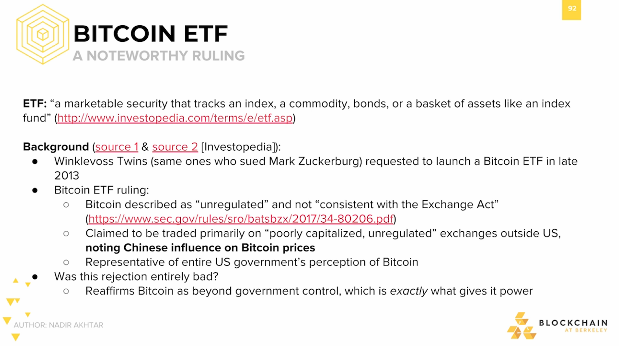 92
BITCOIN ETF
A NOTEWORTHY RULING
ETF: “a marketable security that tracks an index, a commodity, bonds, or a basket of assets like an index
fund” (http://www.investopedia.com/terms/e/etf.asp)
Background (source 1 & source 2 [Investopedia]):
● Winklevoss Twins (same ones who sued Mark Zuckerburg) requested to launch a Bitcoin ETF in late
2013
● Bitcoin ETF ruling:
○ Bitcoin described as “unregulated” and not “consistent with the Exchange Act”
(https://www.sec.gov/rules/sro/batsbzx/2017/34-80206.pdf)
○ Claimed to be traded primarily on “poorly capitalized, unregulated” exchanges outside US,
noting Chinese influence on Bitcoin prices
○ Representative of entire US government’s perception of Bitcoin
● Was this rejection entirely bad?
○ Reaffirms Bitcoin as beyond government control, which is exactly what gives it power
AUTHOR: NADIR AKHTAR
BLOCKCHAIN
AT BERKELEY